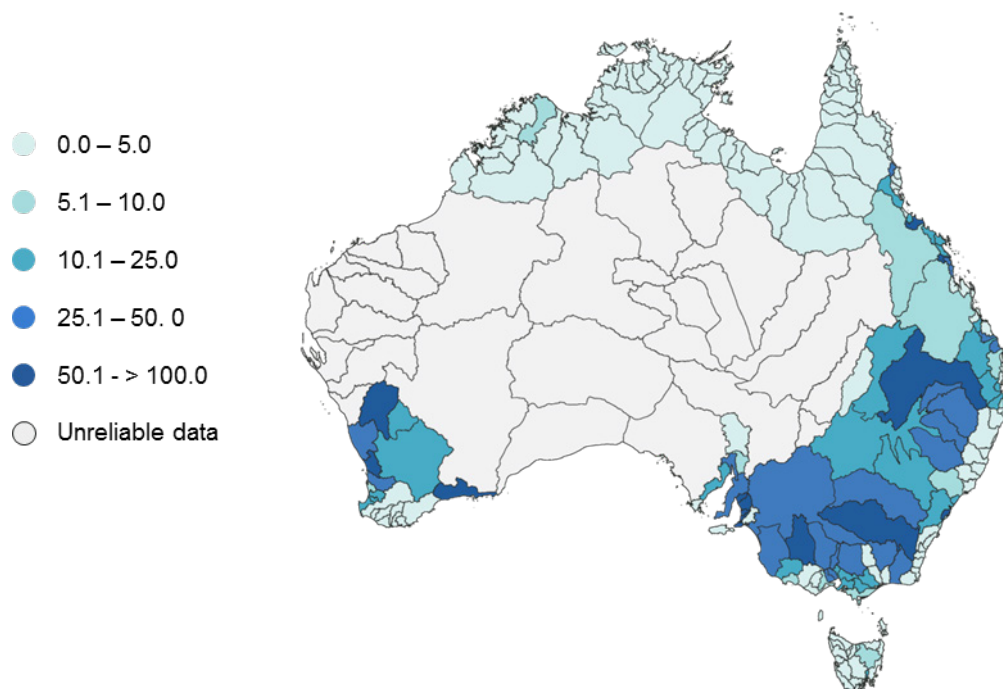 0.0 – 5.0
5.1 – 10.0
10.1 – 25.0
25.1 – 50. 0
50.1 - > 100.0
Unreliable data